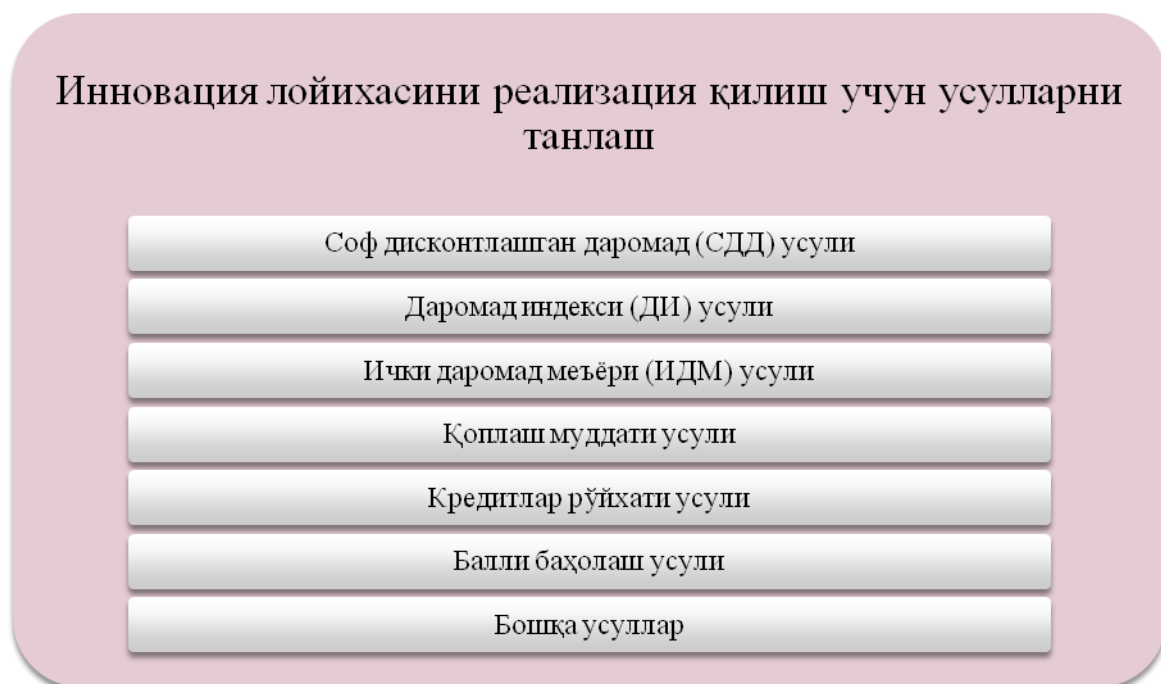 Инновация лойихасини реализация қилиш учун усулларни
танлаш
Соф дисконтлашган даромад (СДД) усули
Даромад индекси (ДИ) усули
Ички даромад меъёри (ИДМ) усули
Қоплаш муддати усули
Кредитлар рўйхати усули
Балли баҳолаш усули
Бошқа усуллар